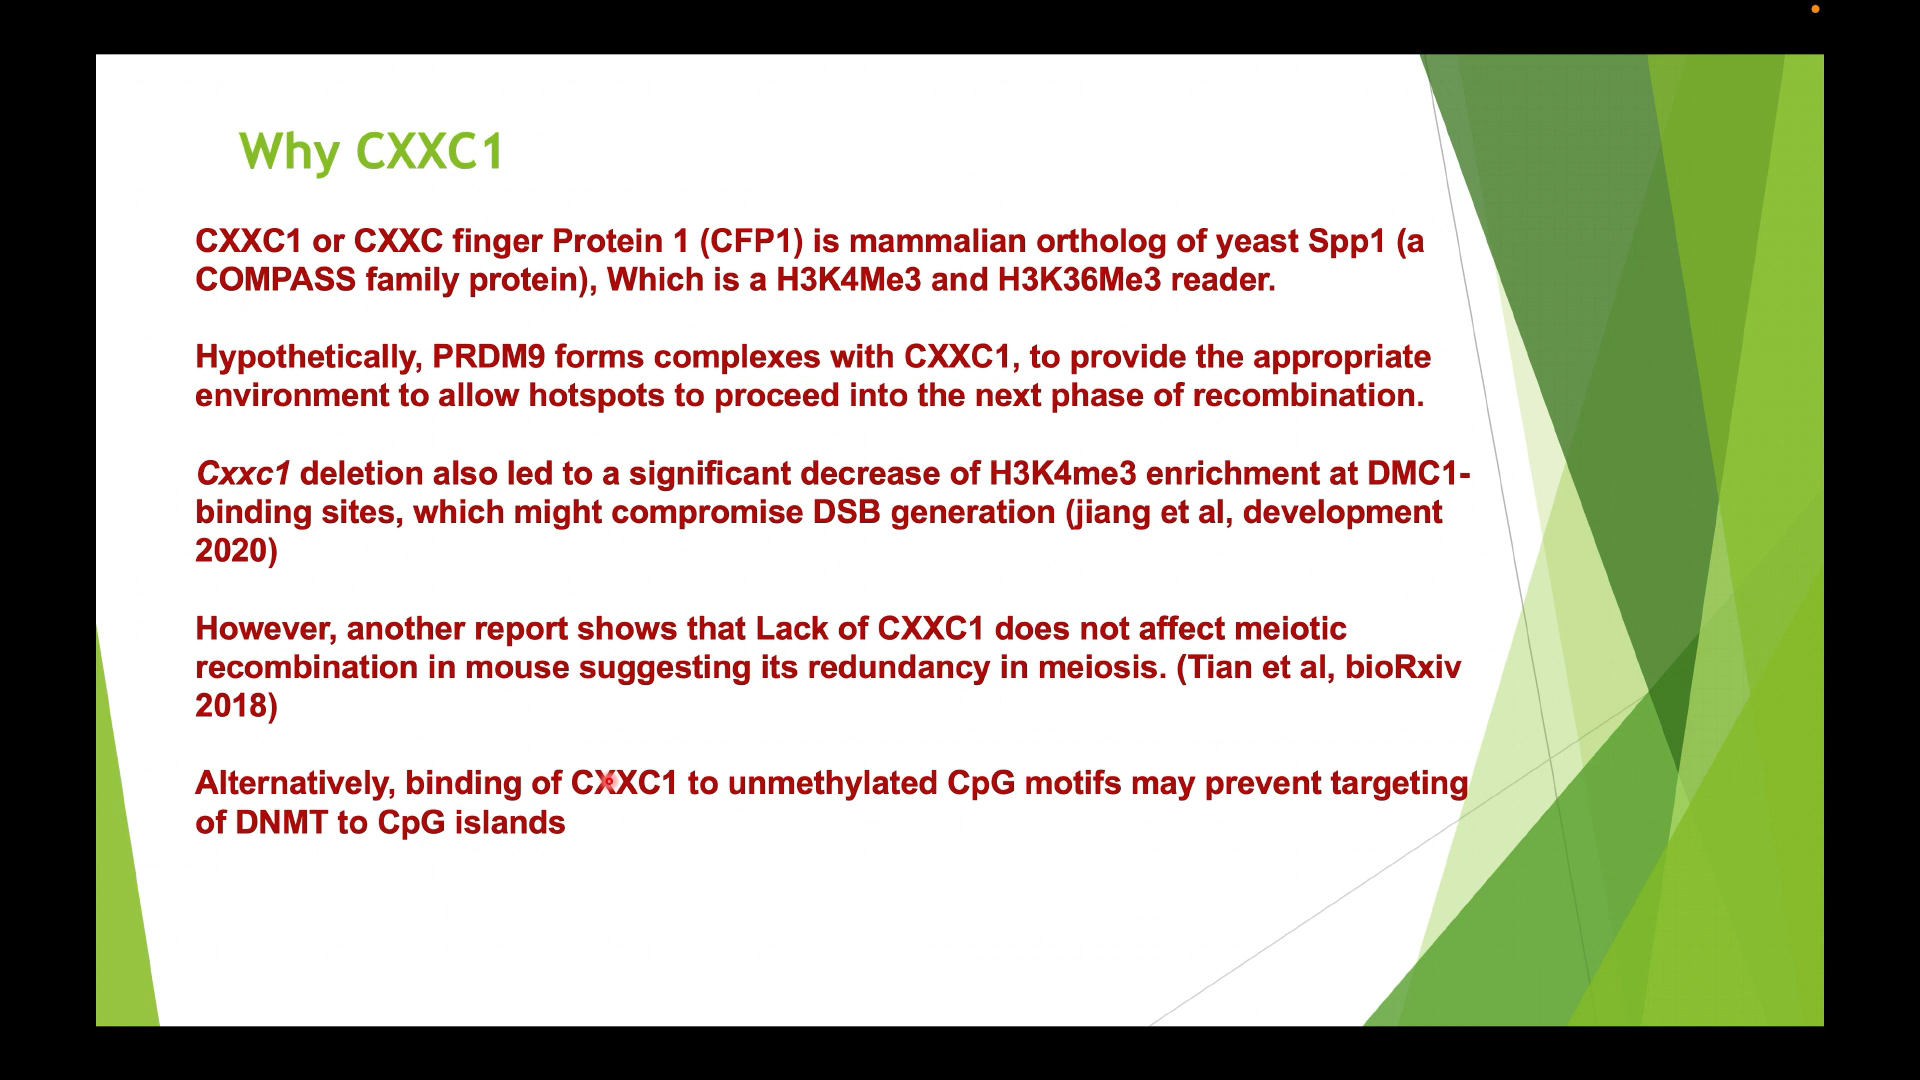 Why CXXC1
CXXC1 or CXXC finger Protein 1 (CFP1) is mammalian ortholog of yeast Spp1 (a
COMPASS family protein), Which is a H3K4Me3 and H3K36Me3 reader.
Hypothetically, PRDM9 forms complexes with CXXC1, to provide the appropriate
environment to allow hotspots to proceed into the next phase of recombination.
Cxxc1 deletion also led to a significant decrease of H3K4me3 enrichment at DMC1-
binding sites, which might compromise DSB generation (jiang et al, development
2020)
However, another report shows that Lack of CXXC1 does not affect meiotic
recombination in mouse suggesting its redundancy in meiosis. (Tian et al, bioRxiv
2018)
Alternatively, binding of CXXC1 to unmethylated CpG motifs may prevent targeting
of DNMT to CpG islands